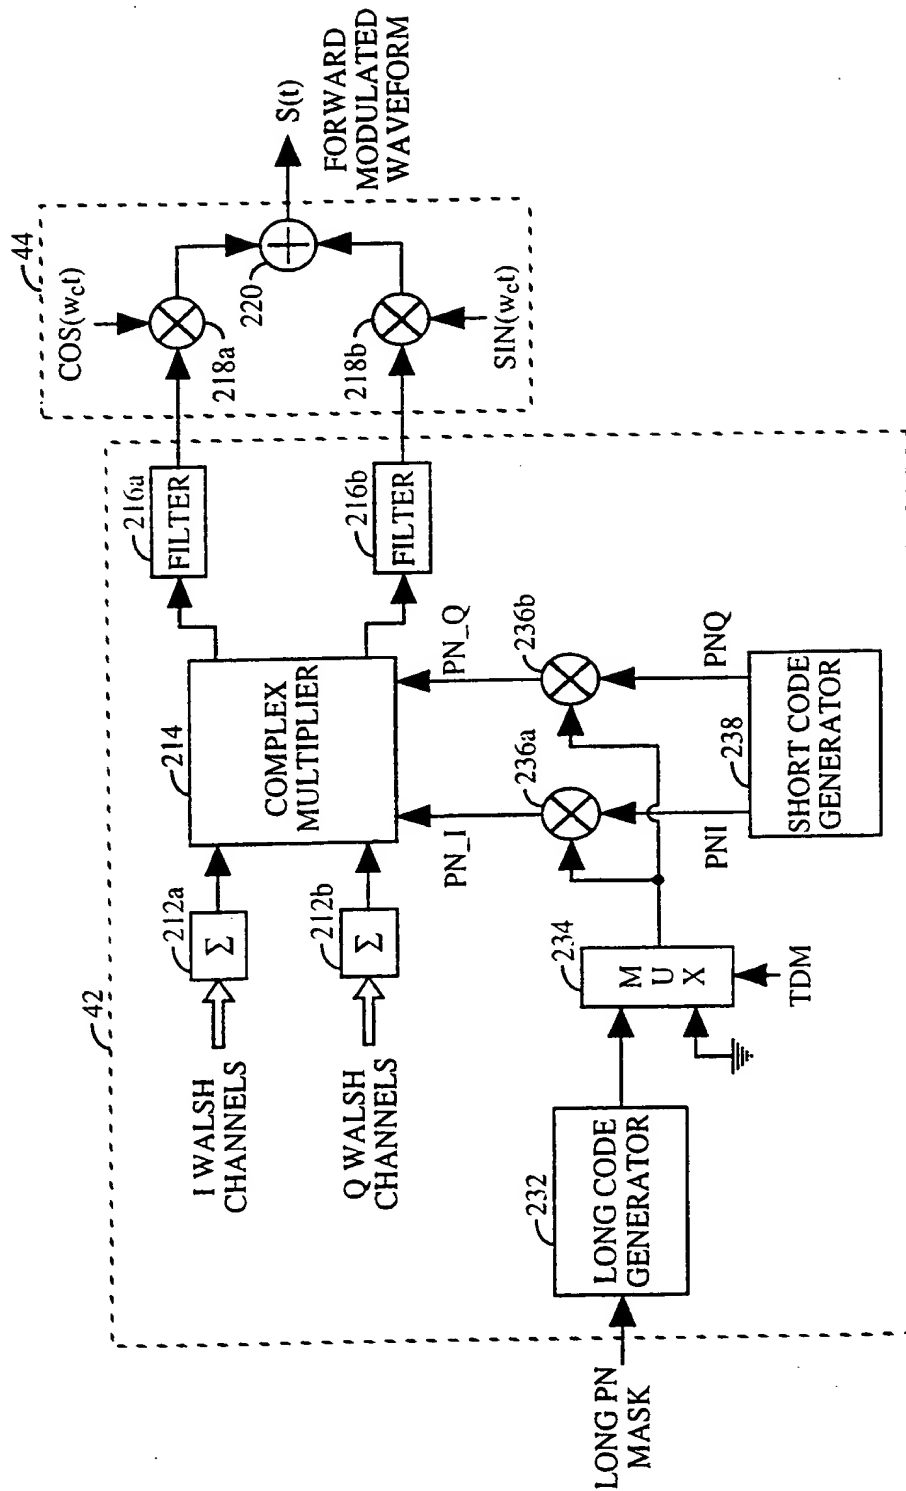 42
I WALSH
CHANNELS
212a
Σ
Q WALSH
CHANNELS
212b
Σ
214
COMPLEX
MULTIPLIER
216a
FILTER
216b
FILTER
44
COS(w_ct)
218a
220
218b
SIN(w_ct)
S(t)
FORWARD
MODULATED
WAVEFORM
PN_I
PN_Q
236a
236b
PNI
PNQ
238
SHORT CODE
GENERATOR
LONG PN
MASK
232
LONG CODE
GENERATOR
234
M
U
X
TDM